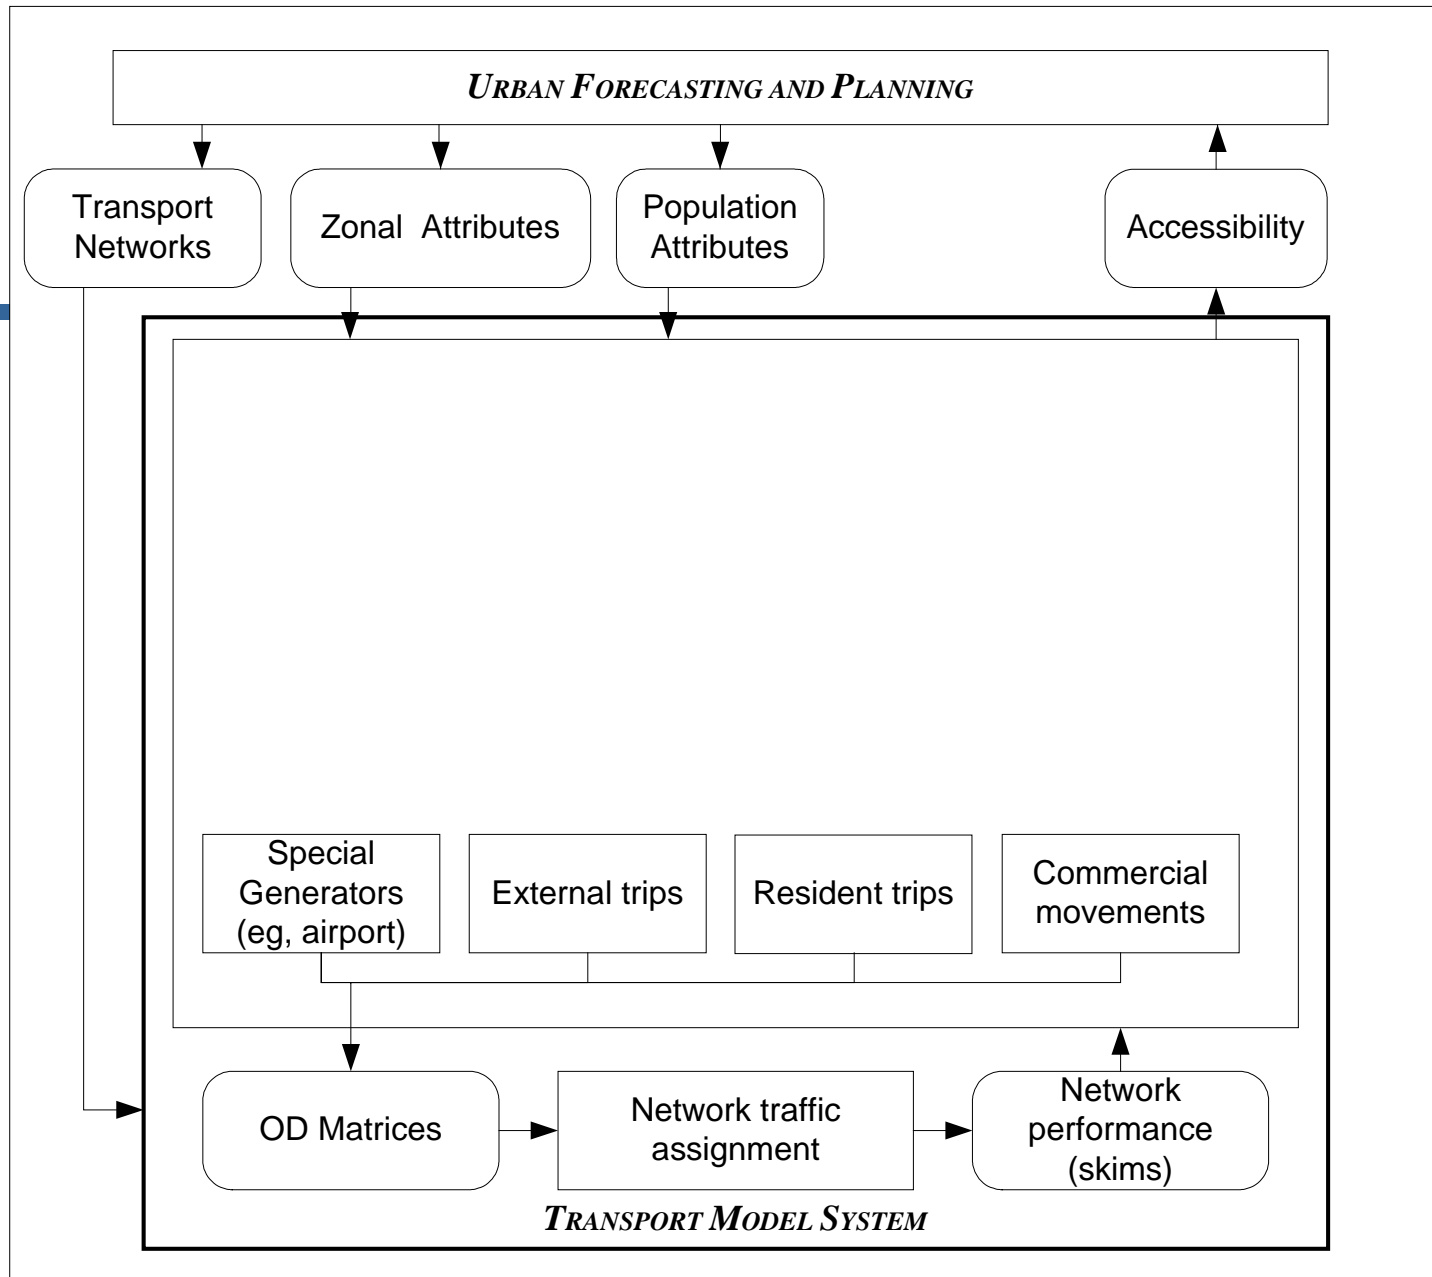 URBAN FORECASTING AND PLANNING
Transport
Networks
Zonal Attributes
Population
Attributes
Accessibility
Special
Generators
(eg, airport)
External trips
Resident trips
Commercial
movements
OD Matrices
Network traffic
assignment
Network
performance
(skims)
TRANSPORT MODEL SYSTEM